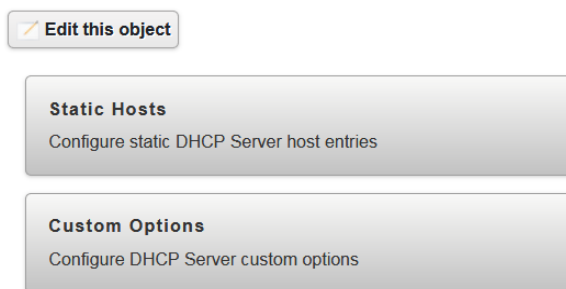 Edit this object
Static Hosts
Configure static DHCP Server host entries
Custom Options
Configure DHCP Server custom options